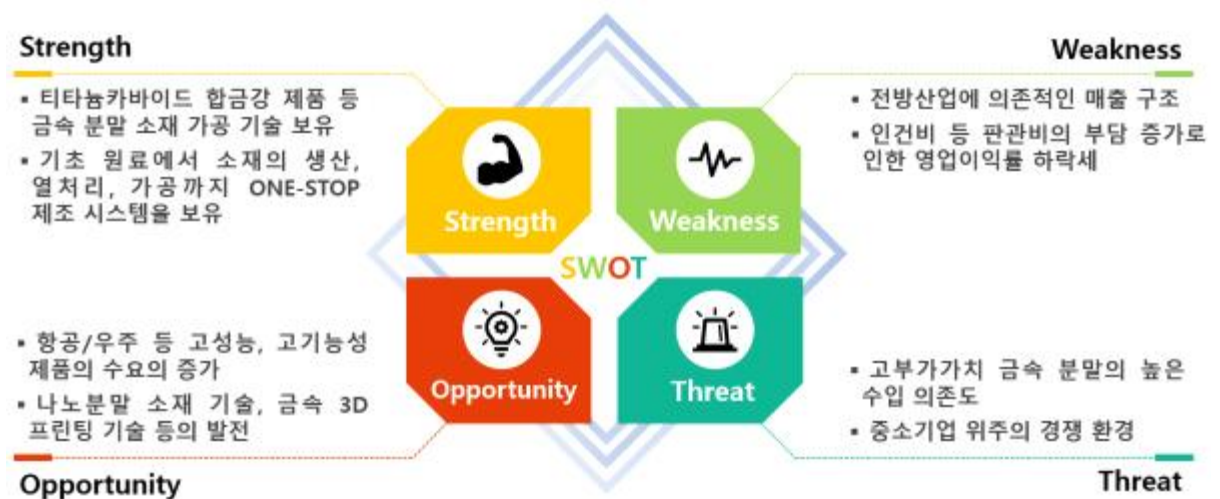 Strength
▪ 티타늄카바이드 합금강 제품 등
금속 분말 소재 가공 기술 보유
▪ 기초 원료에서 소재의 생산,
열처리, 가공까지 ONE-STOP
제조 시스템을 보유
Weakness
▪ 전방산업에 의존적인 매출 구조
▪ 인건비 등 판관비의 부담 증가로
인한 영업이익률 하락세
Strength
Weakness
SWOT
Opportunity
Threat
▪ 항공/우주 등 고성능, 고기능성
제품의 수요의 증가
▪ 나노분말 소재 기술, 금속 3D
프린팅 기술 등의 발전
Opportunity
▪ 고부가가치 금속 분말의 높은
수입 의존도
▪ 중소기업 위주의 경쟁 환경
Threat